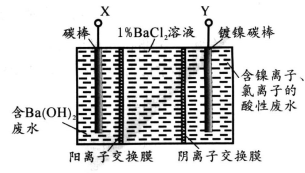 X
Y
碳棒
1%BaCl₂溶液
镀镍碳棒
含Ba(OH)₂
废水
含镍离子、
氯离子的
酸性废水
阳离子交换膜
阴离子交换膜